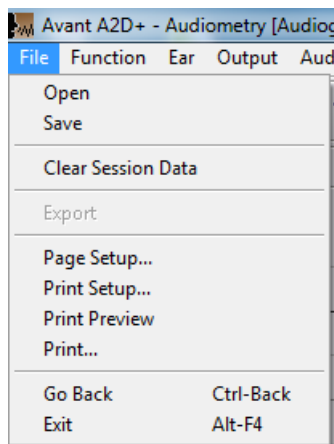 Avant A2D+ - Audiometry [Audiog
File Function Ear Output Aud
Open
Save
Clear Session Data
Export
Page Setup...
Print Setup...
Print Preview
Print...
Go Back Ctrl-Back
Exit Alt-F4